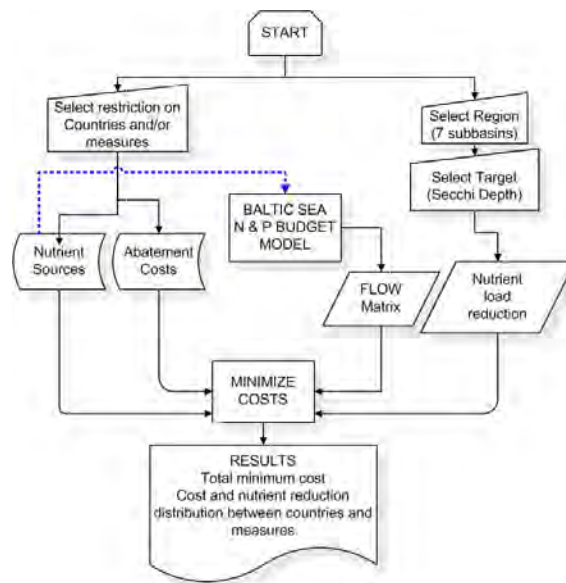 START
Select restriction on
Countries and/or
measures
Select Region
(7 subbasins)
Select Target
(Secchi Depth)
BALTIC SEA
N & P BUDGET
MODEL
Nutrient
Sources
Abatement
Costs
FLOW
Matrix
Nutrient
load
reduction
MINIMIZE
COSTS
RESULTS
Total minimum cost
Cost and nutrient reduction
distribution between countries and
measures.